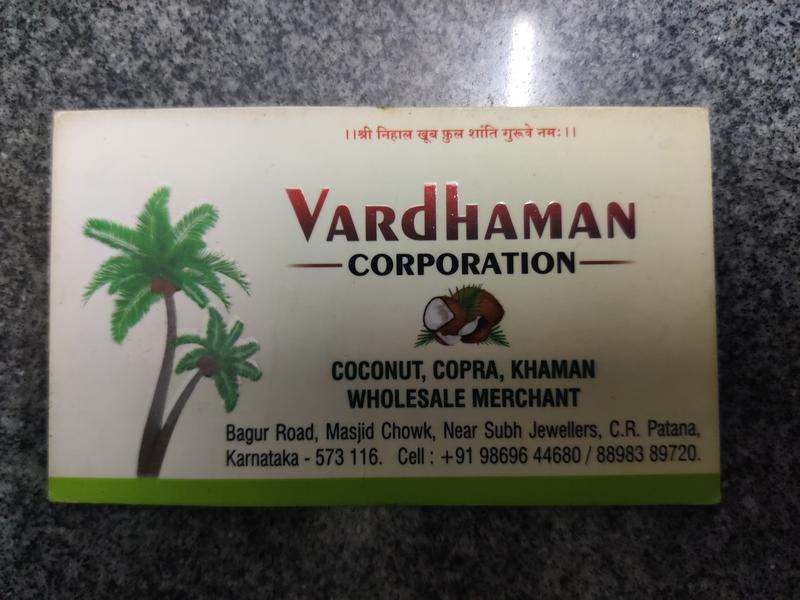 ।।श्री निहाल खूब फ़ुल शांति गुरूवे नमः।।
VARDHAMAN
CORPORATION
COCONUT, COPRA, KHAMAN
WHOLESALE MERCHANT
Bagur Road, Masjid Chowk, Near Subh Jewellers, C.R. Patana,
Karnataka - 573 116. Cell : +91 98696 44680 / 88983 89720.